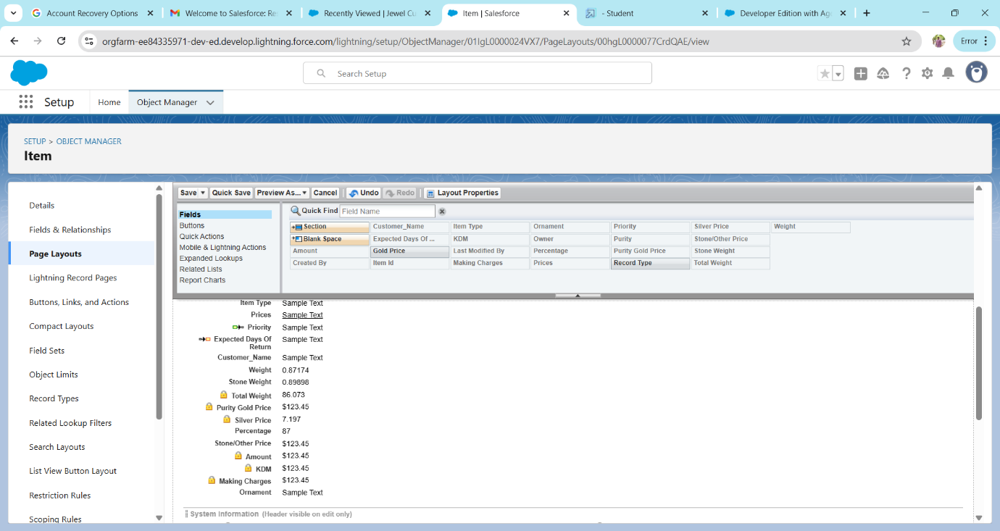 Account Recovery Options
Welcome to Salesforce: Re
Recently Viewed | Jewel Cu
Item | Salesforce
- Student
Developer Edition with Ag
orgfarm-ee84335971-dev-ed.develop.lightning.force.com/lightning/setup/ObjectManager/01IgL0000024VX7/PageLayouts/00hgL0000077CrdQAE/view
Error
Search Setup
Setup
Home
Object Manager
SETUP > OBJECT MANAGER
Item
Details
Fields & Relationships
Page Layouts
Lightning Record Pages
Buttons, Links, and Actions
Compact Layouts
Field Sets
Object Limits
Record Types
Related Lookup Filters
Search Layouts
List View Button Layout
Restriction Rules
Scoping Rules
Save Quick Save Preview As... Cancel Undo Redo Layout Properties
Fields
Buttons
Quick Actions
Mobile & Lightning Actions
Expanded Lookups
Related Lists
Report Charts
Quick Find Field Name
Section Customer_Name Item Type Ornament Priority Silver Price Weight
Blank Space Expected Days Of ... KDM Owner Purity Stone/Other Price
Amount Gold Price Last Modified By Percentage Purity Gold Price Stone Weight
Created By Item Id Making Charges Prices Record Type Total Weight
Item Type Sample Text
Prices Sample Text
Priority Sample Text
Expected Days Of Sample Text
Return
Customer_Name Sample Text
Weight 0.87174
Stone Weight 0.89898
Total Weight 86.073
Purity Gold Price $123.45
Silver Price 7.197
Percentage 87
Stone/Other Price $123.45
Amount $123.45
KDM $123.45
Making Charges $123.45
Ornament Sample Text
System Information (Header visible on edit only)